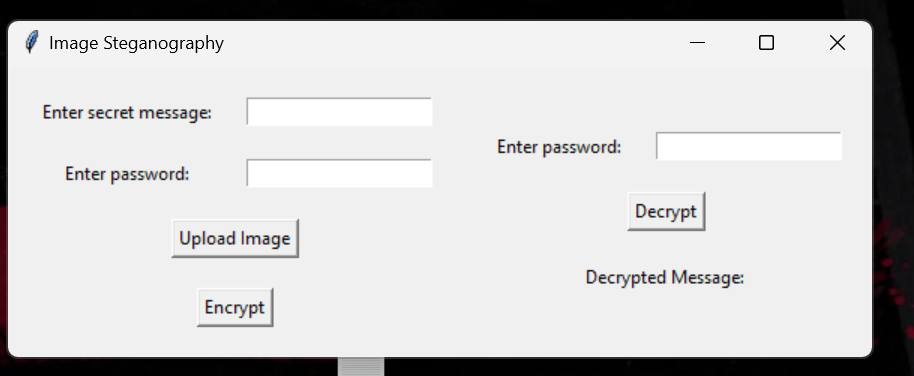 Image Steganography
Enter secret message:
Enter password:
Upload Image
Encrypt
Enter password:
Decrypt
Decrypted Message: